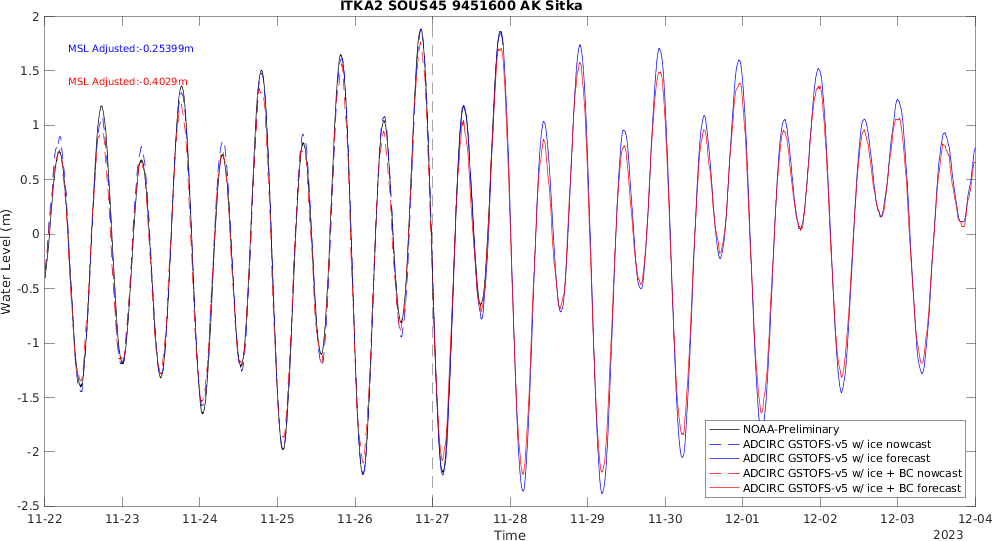 ITKA2 SOUS45 9451600 AK Sitka
MSL Adjusted:-0.25399m
MSL Adjusted:-0.4029m
Water Level (m)
2
1.5
1
0.5
0
-0.5
-1
-1.5
-2
-2.5
NOAA-Preliminary
ADCIRC GSTOFS-v5 w/ ice nowcast
ADCIRC GSTOFS-v5 w/ ice forecast
ADCIRC GSTOFS-v5 w/ ice + BC nowcast
ADCIRC GSTOFS-v5 w/ ice + BC forecast
11-22 11-23 11-24 11-25 11-26 11-27 11-28 11-29 11-30 12-01 12-02 12-03 12-04
Time
2023